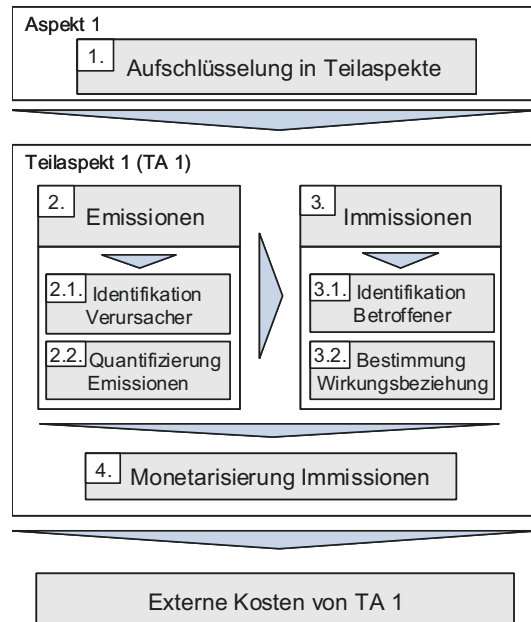 Aspekt 1
1. Aufschlüsselung in Teilaspekte
Teilaspekt 1 (TA 1)
2. Emissionen
2.1. Identifikation
Verursacher
2.2. Quantifizierung
Emissionen
3. Immissionen
3.1. Identifikation
Betroffener
3.2. Bestimmung
Wirkungsbeziehung
4. Monetarisierung Immissionen
Externe Kosten von TA 1